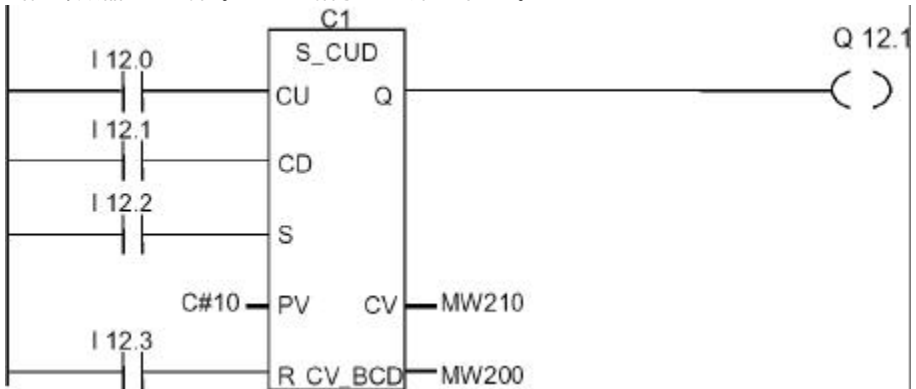 C1
S_CUD
Q 12.1
I 12.0
CU Q
I 12.1
CD
I 12.2
S
C#10 PV CV MW210
I 12.3
R CV_BCD MW200